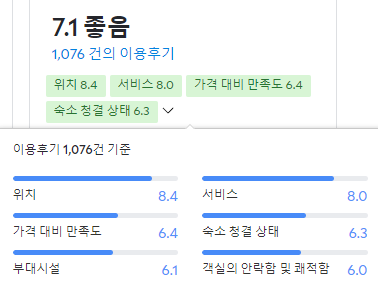 7.1 좋음
1,076 건의 이용후기
위치 8.4 서비스 8.0 가격 대비 만족도 6.4
숙소 청결 상태 6.3
이용후기 1,076건 기준
위치 8.4 서비스 8.0
가격 대비 만족도 6.4 숙소 청결 상태 6.3
부대시설 6.1 객실의 안락함 및 쾌적함 6.0